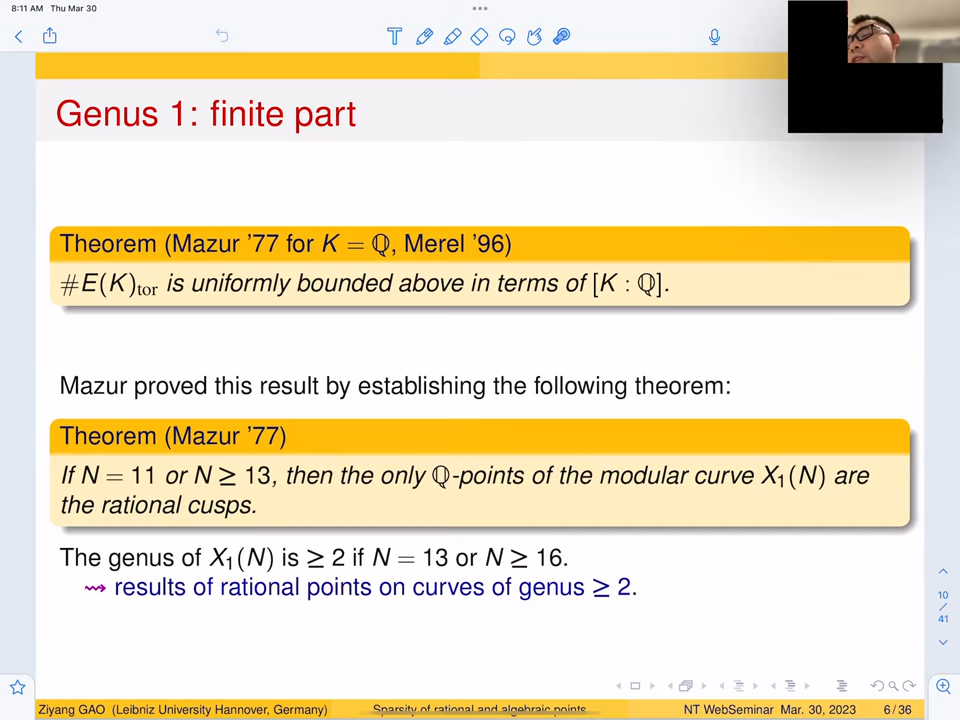 8:11 AM Thu Mar 30
Genus 1: finite part
Theorem (Mazur '77 for K = ℚ, Merel '96)
#E(K)tor is uniformly bounded above in terms of [K : ℚ].
Mazur proved this result by establishing the following theorem:
Theorem (Mazur '77)
If N = 11 or N ≥ 13, then the only ℚ-points of the modular curve X₁(N) are
the rational cusps.
The genus of X₁(N) is ≥ 2 if N = 13 or N ≥ 16.
⇝ results of rational points on curves of genus ≥ 2.
10
/
41
Ziyang GAO (Leibniz University Hannover, Germany) Sparsity of rational and algebraic points NT WebSeminar Mar. 30, 2023 6 / 36